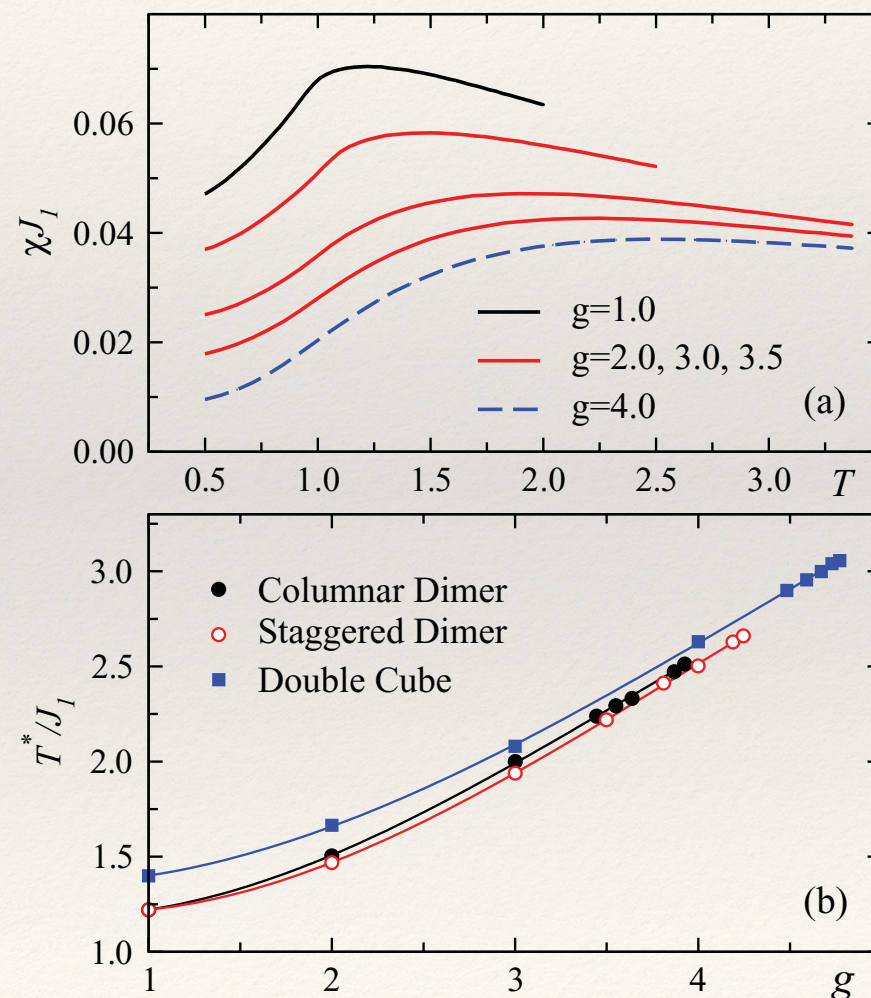 0.06
0.04
0.02
0.00
χJ1
g=1.0
g=2.0, 3.0, 3.5
g=4.0
(a)
0.5 1.0 1.5 2.0 2.5 3.0 T
3.0
2.5
2.0
1.5
1.0
T*/J1
Columnar Dimer
Staggered Dimer
Double Cube
(b)
1 2 3 4 g